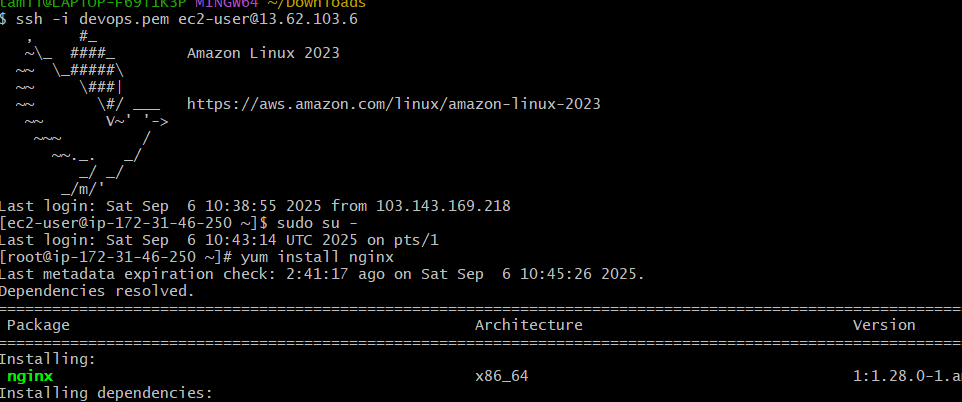 $ ssh -i devops.pem ec2-user@13.62.103.6
   ,     #_
   ~\_  ####_        Amazon Linux 2023
  ~~  \_#####\
  ~~     \###|
  ~~       \#/ ___   https://aws.amazon.com/linux/amazon-linux-2023
   ~~       V~' '->
    ~~~         /
      ~~._.   _/
         _/ _/
       _/m/'
Last login: Sat Sep  6 10:38:55 2025 from 103.143.169.218
[ec2-user@ip-172-31-46-250 ~]$ sudo su -
Last login: Sat Sep  6 10:43:14 UTC 2025 on pts/1
[root@ip-172-31-46-250 ~]# yum install nginx
Last metadata expiration check: 2:41:17 ago on Sat Sep  6 10:45:26 2025.
Dependencies resolved.
Package Architecture Version
Installing:
nginx x86_64 1:1.28.0-1.a
Installing dependencies: